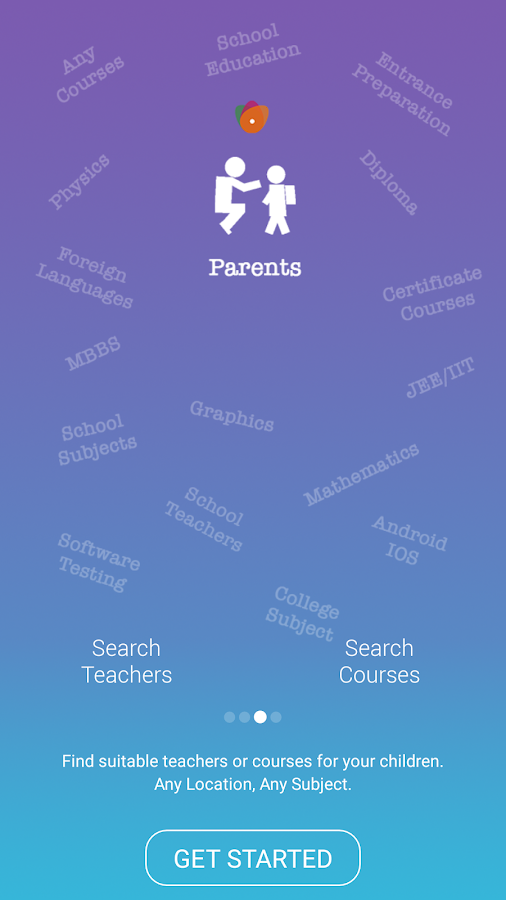 Any
Courses
School
Education
Entrance
Preparation
Physics
Diploma
Parents
Foreign
Languages
Certificate
Courses
MBBS
JEE/IIT
Graphics
School
Subjects
Mathematics
School
Teachers
Android
IOS
Software
Testing
College
Subject
Search
Teachers
Search
Courses
Find suitable teachers or courses for your children.
Any Location, Any Subject.
GET STARTED